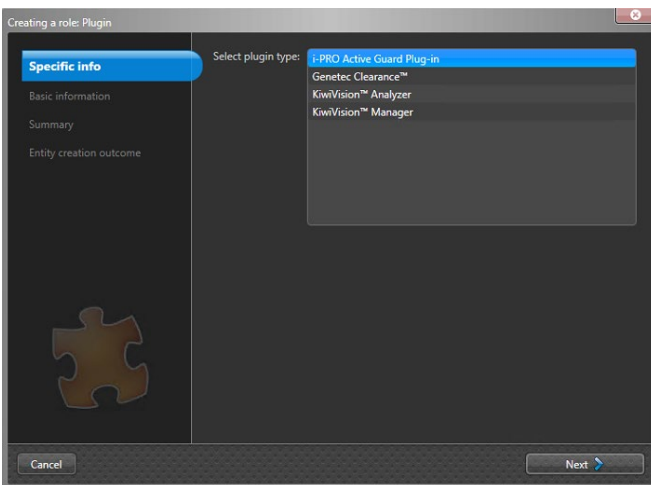 Creating a role: Plugin
Specific info
Basic information
Summary
Entity creation outcome
Select plugin type:
i-PRO Active Guard Plug-in
Genetec Clearance™
KiwiVision™ Analyzer
KiwiVision™ Manager
Cancel
Next